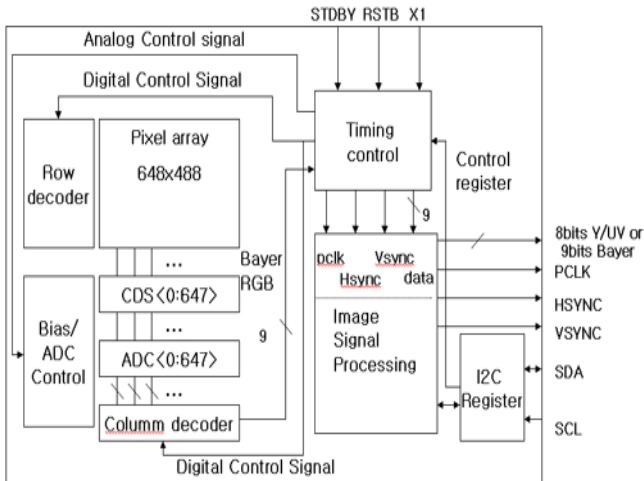 STDBY RSTB X1
Analog Control signal
Digital Control Signal
Row
decoder
Pixel array
648x488
Timing
control
Control
register
9
Bayer
RGB
9
pclk
Vsync
Hsync
data
Image
Signal
Processing
8bits Y/UV or
9bits Bayer
PCLK
HSYNC
VSYNC
SDA
SCL
I2C
Register
Bias/
ADC
Control
...
CDS<0:647>
...
ADC<0:647>
...
Columm decoder
Digital Control Signal